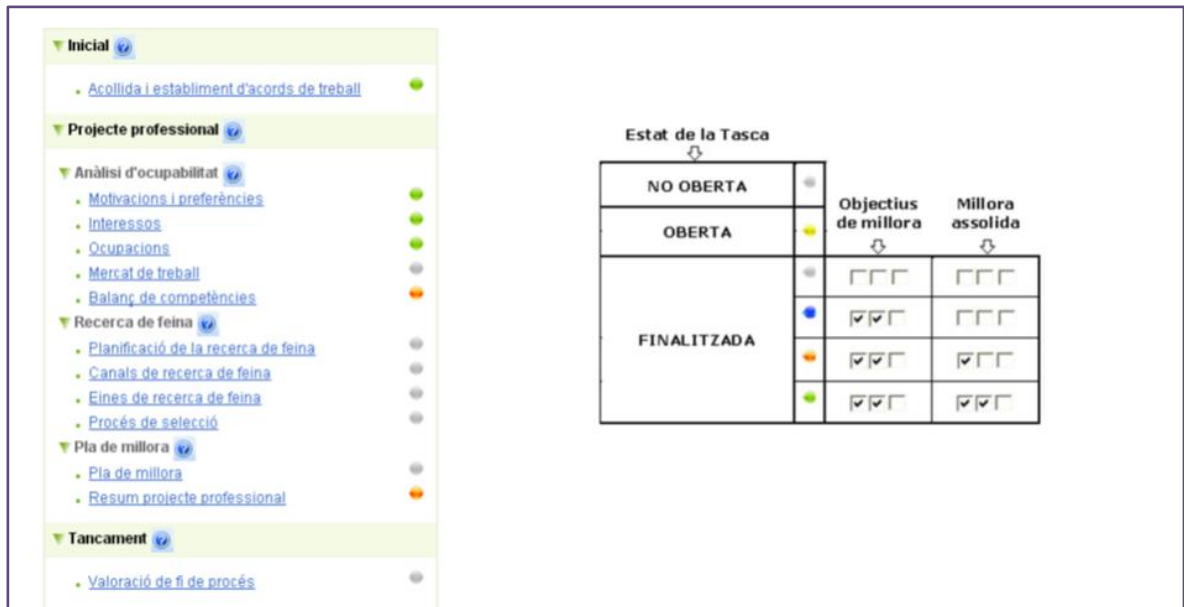 Inicial
Acollida i establiment d'acords de treball
Projecte professional
Anàlisi d'ocupabilitat
Motivacions i preferències
Interessos
Ocupacions
Mercat de treball
Balanç de competències
Recerca de feina
Planificació de la recerca de feina
Canals de recerca de feina
Eines de recerca de feina
Procés de selecció
Pla de millora
Pla de millora
Resum projecte professional
Tancament
Valoració de fi de procés
Estat de la Tasca
NO OBERTA
OBERTA
Objectius
de millora
Millora
assolida
FINALITZADA